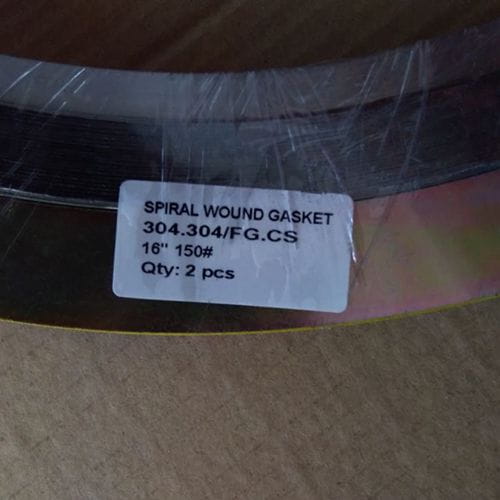 SPIRAL WOUND GASKET
304.304/FG.CS
16" 150#
Qty: 2 pcs